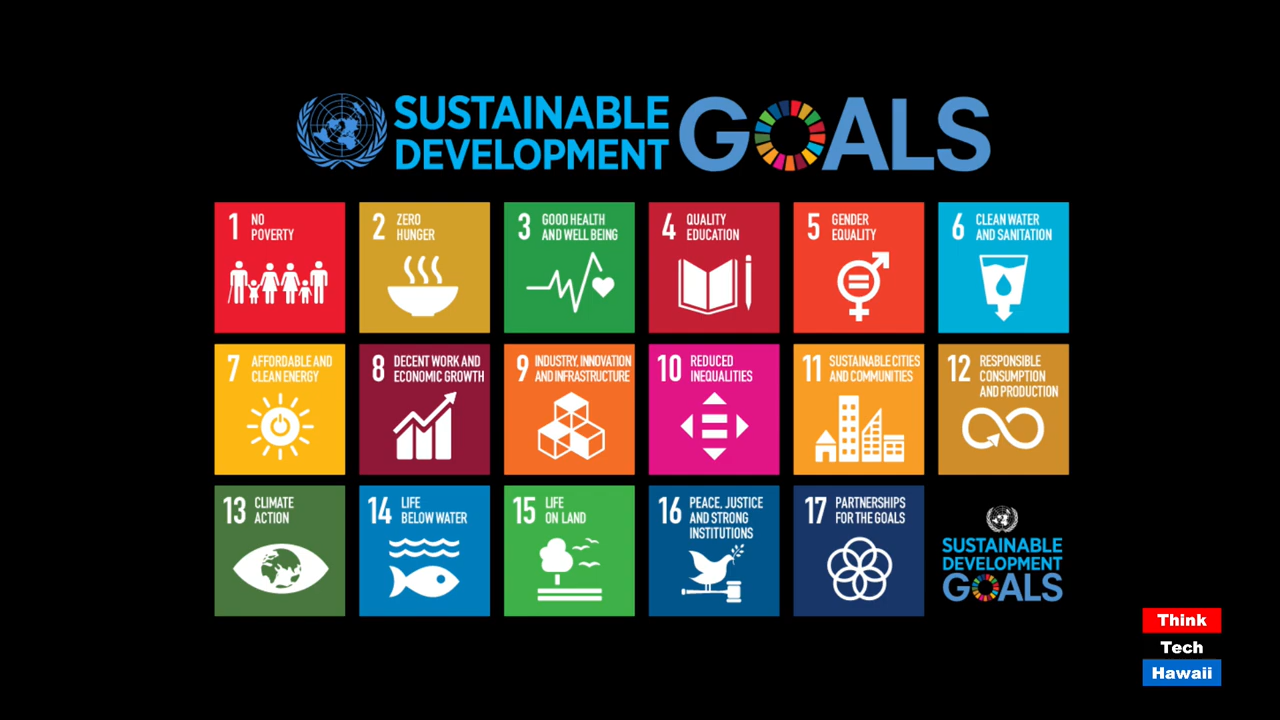 SUSTAINABLE
DEVELOPMENT
GOALS
1 NO
POVERTY
2 ZERO
HUNGER
3 GOOD HEALTH
AND WELL BEING
4 QUALITY
EDUCATION
5 GENDER
EQUALITY
6 CLEAN WATER
AND SANITATION
7 AFFORDABLE AND
CLEAN ENERGY
8 DECENT WORK AND
ECONOMIC GROWTH
9 INDUSTRY, INNOVATION
AND INFRASTRUCTURE
10 REDUCED
INEQUALITIES
11 SUSTAINABLE CITIES
AND COMMUNITIES
12 RESPONSIBLE
CONSUMPTION
AND PRODUCTION
13 CLIMATE
ACTION
14 LIFE
BELOW WATER
15 LIFE
ON LAND
16 PEACE, JUSTICE
AND STRONG
INSTITUTIONS
17 PARTNERSHIPS
FOR THE GOALS
SUSTAINABLE
DEVELOPMENT
GOALS
Think
Tech
Hawaii